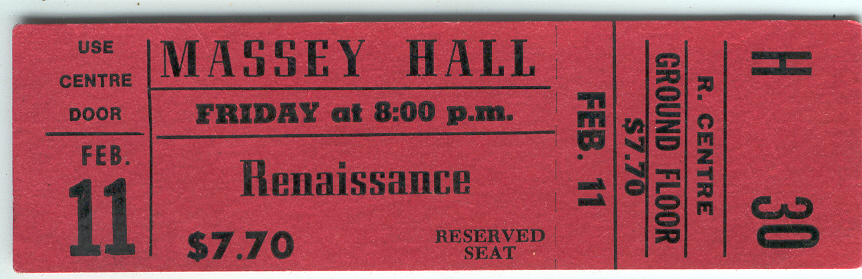 USE
CENTRE
DOOR
FEB.
11
MASSEY HALL
FRIDAY at 8:00 p.m.
Renaissance
$7.70
RESERVED
SEAT
FEB. 11
R. CENTRE
GROUND FLOOR
$7.70
H
30